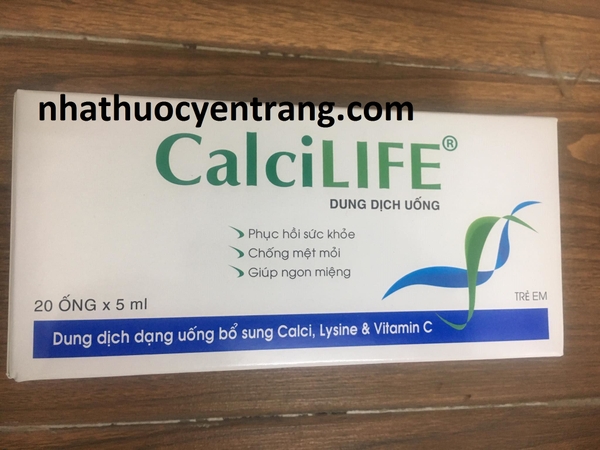 nhathuocyentrang.com
CalciLIFE®
DUNG DỊCH UỐNG
Phục hồi sức khỏe
Chống mệt mỏi
Giúp ngon miệng
20 ỐNG x 5 ml
TRẺ EM
Dung dịch dạng uống bổ sung Calci, Lysine & Vitamin C